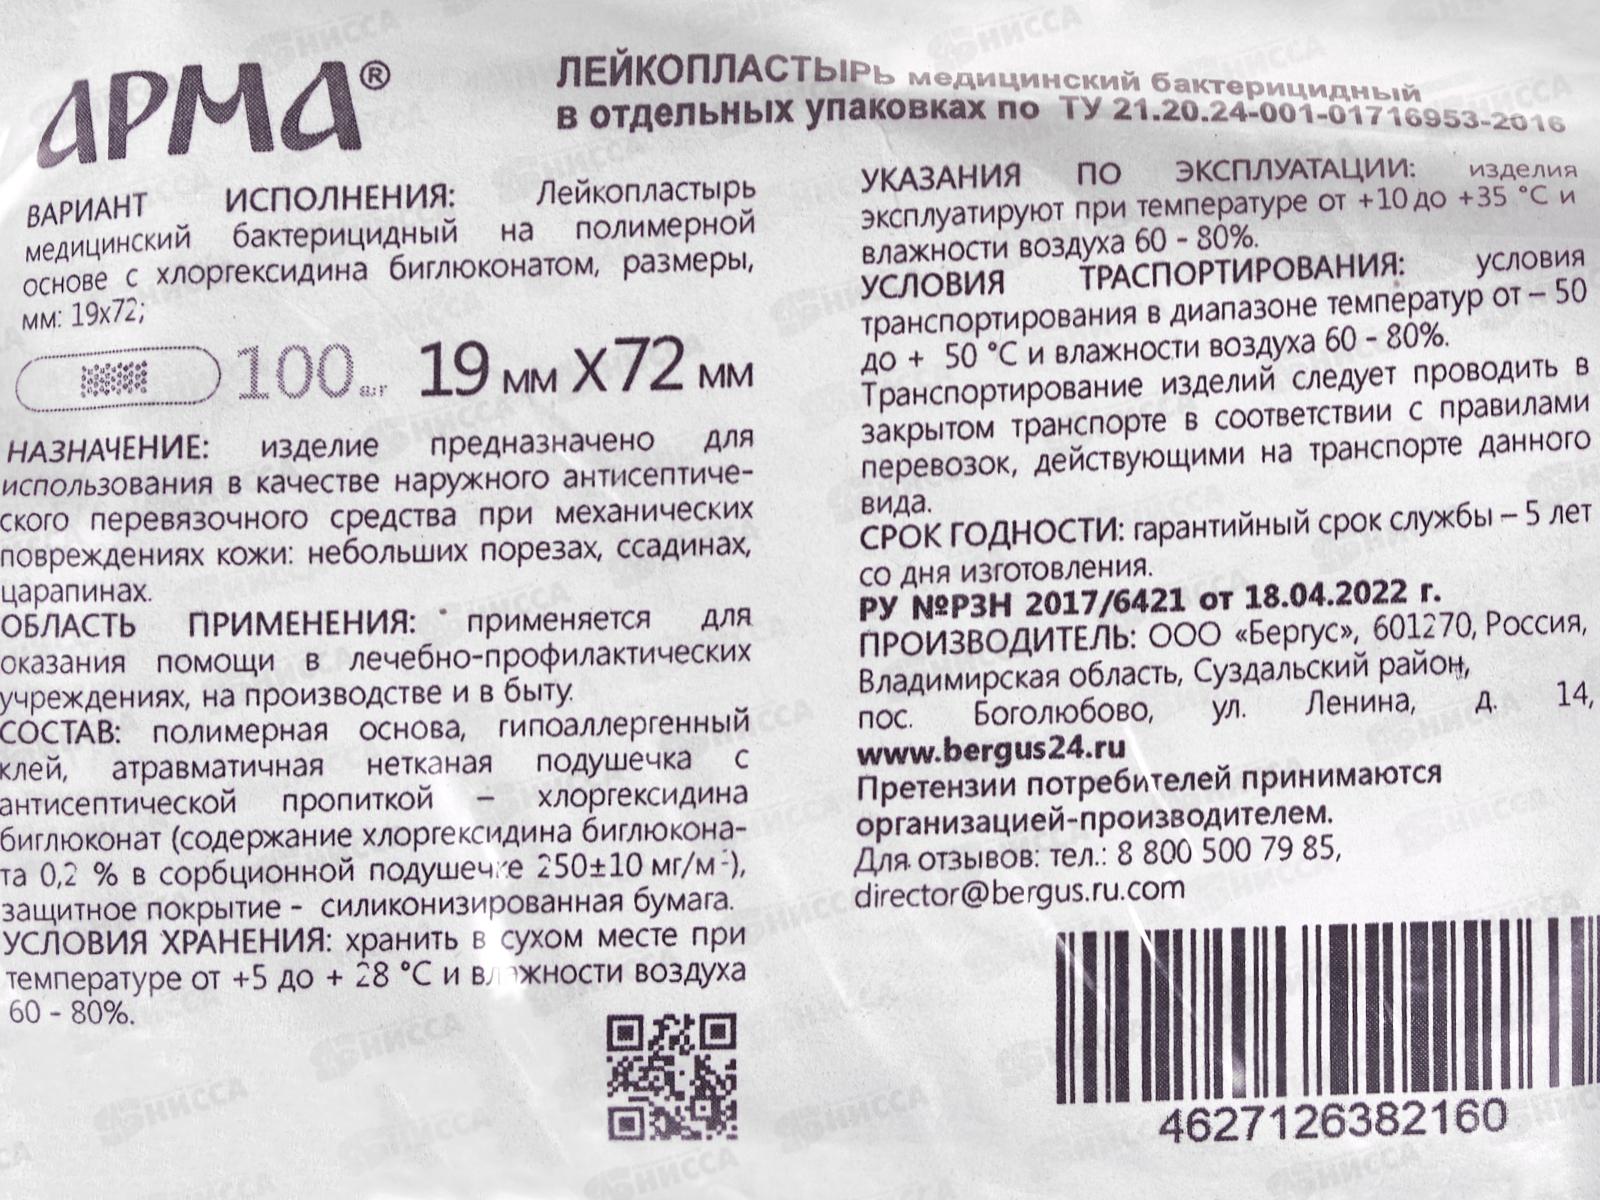 АРМА®
ЛЕЙКОПЛАСТЫРЬ медицинский бактерицидный
в отдельных упаковках по ТУ 21.20.24-001-01716953-2016
ВАРИАНТ ИСПОЛНЕНИЯ: Лейкопластырь
медицинский бактерицидный на полимерной
основе с хлоргексидина биглюконатом, размеры,
мм: 19х72;
100 шт 19 мм Х 72 мм
НАЗНАЧЕНИЕ: изделие предназначено для
использования в качестве наружного антисептиче-
ского перевязочного средства при механических
повреждениях кожи: небольших порезах, ссадинах,
царапинах.
ОБЛАСТЬ ПРИМЕНЕНИЯ: применяется для
оказания помощи в лечебно-профилактических
учреждениях, на производстве и в быту.
СОСТАВ: полимерная основа, гипоаллергенный
клей, атравматичная нетканая подушечка с
антисептической пропиткой – хлоргексидина
биглюконат (содержание хлоргексидина биглюкона-
та 0,2 % в сорбционной подушечке 250±10 мг/м²),
защитное покрытие - силиконизированная бумага.
УСЛОВИЯ ХРАНЕНИЯ: хранить в сухом месте при
температуре от +5 до + 28 °С и влажности воздуха
60 - 80%.
УКАЗАНИЯ ПО ЭКСПЛУАТАЦИИ: изделия
эксплуатируют при температуре от +10 до +35 °С и
влажности воздуха 60 - 80%.
УСЛОВИЯ ТРАСПОРТИРОВАНИЯ: условия
транспортирования в диапазоне температур от – 50
до + 50 °С и влажности воздуха 60 - 80%.
Транспортирование изделий следует проводить в
закрытом транспорте в соответствии с правилами
перевозок, действующими на транспорте данного
вида.
СРОК ГОДНОСТИ: гарантийный срок службы – 5 лет
со дня изготовления.
РУ №РЗН 2017/6421 от 18.04.2022 г.
ПРОИЗВОДИТЕЛЬ: ООО «Бергус», 601270, Россия,
Владимирская область, Суздальский район,
пос. Боголюбово, ул. Ленина, д. 14,
www.bergus24.ru
Претензии потребителей принимаются
организацией-производителем.
Для отзывов: тел.: 8 800 500 79 85,
director@bergus.ru.com
4627126382160